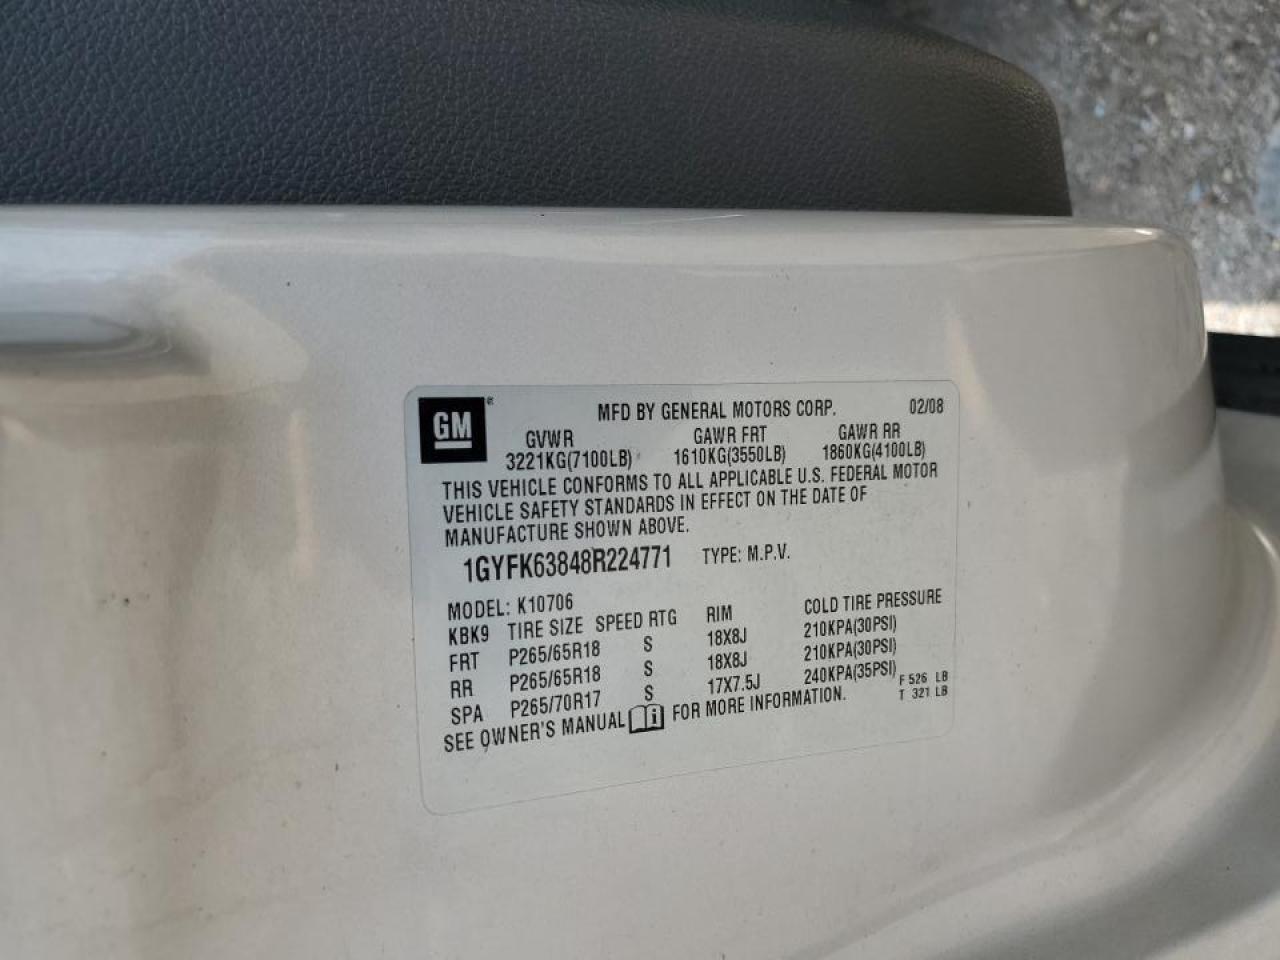 GM ® MFD BY GENERAL MOTORS CORP. 02/08
GVWR GAWR FRT GAWR RR
3221KG(7100LB) 1610KG(3550LB) 1860KG(4100LB)
THIS VEHICLE CONFORMS TO ALL APPLICABLE U.S. FEDERAL MOTOR
VEHICLE SAFETY STANDARDS IN EFFECT ON THE DATE OF
MANUFACTURE SHOWN ABOVE.
1GYFK63848R224771 TYPE: M.P.V.
MODEL: K10706
KBK9 TIRE SIZE SPEED RTG RIM COLD TIRE PRESSURE
FRT P265/65R18 S 18X8J 210KPA(30PSI)
RR P265/65R18 S 18X8J 210KPA(30PSI)
SPA P265/70R17 S 17X7.5J 240KPA(35PSI) F 526 LB
T 321 LB
SEE OWNER'S MANUAL i FOR MORE INFORMATION.